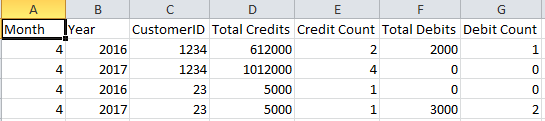 A B C D E F G
Month Year CustomerID Total Credits Credit Count Total Debits Debit Count
4 2016 1234 612000 2 2000 1
4 2017 1234 1012000 4 0 0
4 2016 23 5000 1 0 0
4 2017 23 5000 1 3000 2